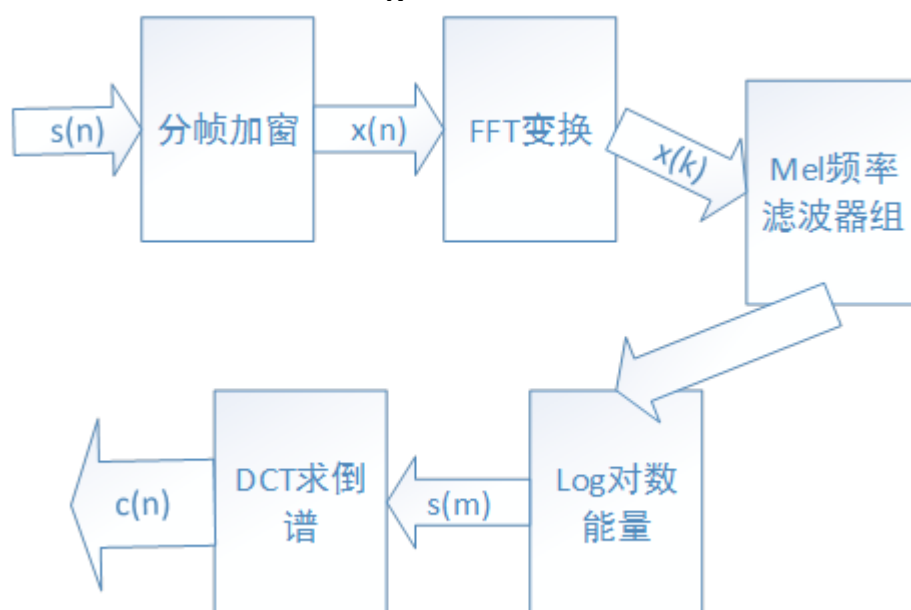 s(n)
分帧加窗
x(n)
FFT变换
x(k)
Mel频率
滤波器组
Log对数
能量
s(m)
DCT求倒
谱
c(n)